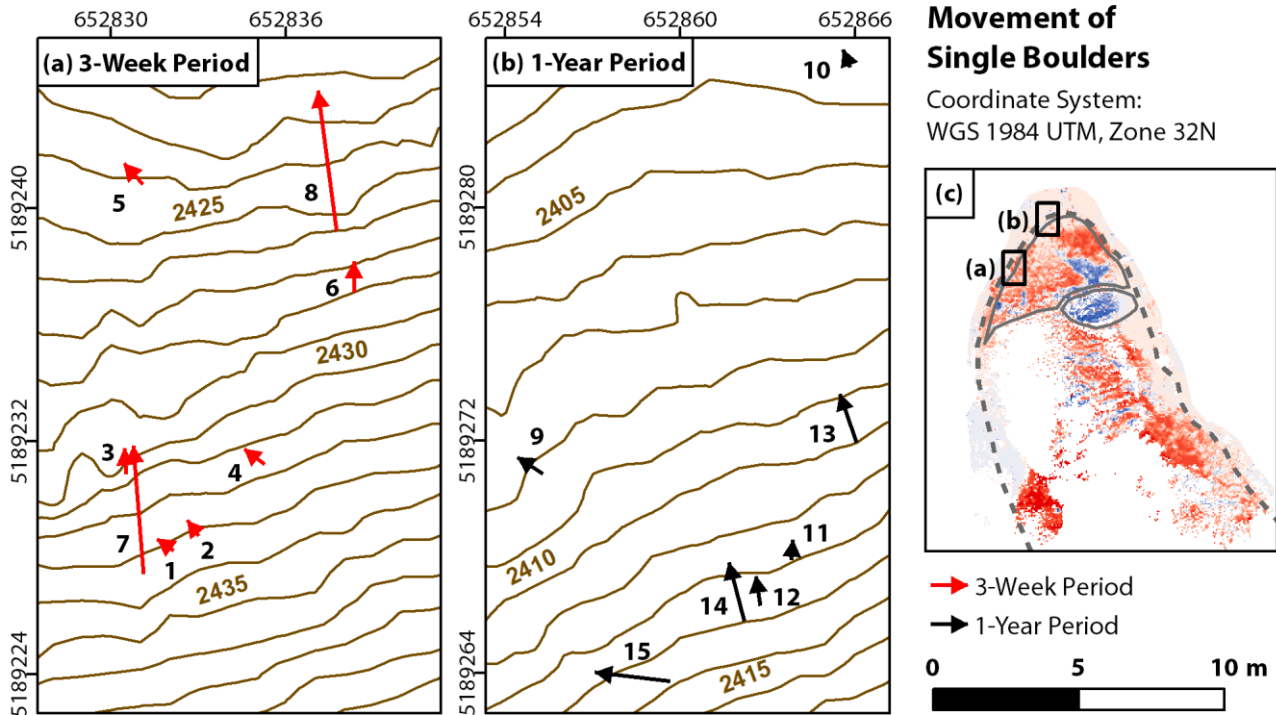 652830 652836
652854 652860 652866
(a) 3-Week Period
5189240
5189232
5189224
5
8
2425
6
2430
3
4
7
2
1
2435
(b) 1-Year Period
5189280
5189272
5189264
10
2405
9
13
11
2410
12
14
15
2415
Movement of
Single Boulders
Coordinate System:
WGS 1984 UTM, Zone 32N
(c)
(b)
(a)
3-Week Period
1-Year Period
0 5 10 m